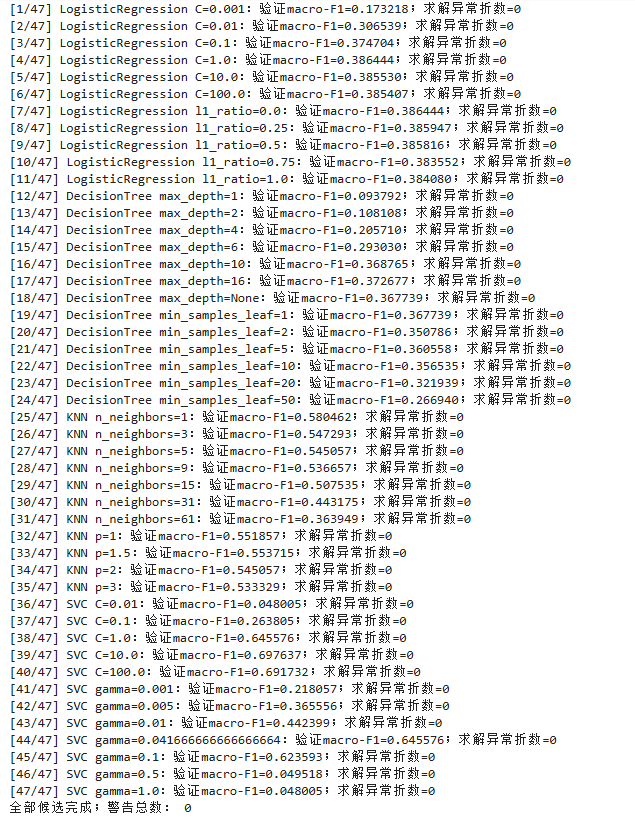 [1/47] LogisticRegression C=0.001: 验证macro-F1=0.173218; 求解异常折数=0
[2/47] LogisticRegression C=0.01: 验证macro-F1=0.306539; 求解异常折数=0
[3/47] LogisticRegression C=0.1: 验证macro-F1=0.374704; 求解异常折数=0
[4/47] LogisticRegression C=1.0: 验证macro-F1=0.386444; 求解异常折数=0
[5/47] LogisticRegression C=10.0: 验证macro-F1=0.385530; 求解异常折数=0
[6/47] LogisticRegression C=100.0: 验证macro-F1=0.385407; 求解异常折数=0
[7/47] LogisticRegression l1_ratio=0.0: 验证macro-F1=0.386444; 求解异常折数=0
[8/47] LogisticRegression l1_ratio=0.25: 验证macro-F1=0.385947; 求解异常折数=0
[9/47] LogisticRegression l1_ratio=0.5: 验证macro-F1=0.385816; 求解异常折数=0
[10/47] LogisticRegression l1_ratio=0.75: 验证macro-F1=0.383552; 求解异常折数=0
[11/47] LogisticRegression l1_ratio=1.0: 验证macro-F1=0.384080; 求解异常折数=0
[12/47] DecisionTree max_depth=1: 验证macro-F1=0.093792; 求解异常折数=0
[13/47] DecisionTree max_depth=2: 验证macro-F1=0.108108; 求解异常折数=0
[14/47] DecisionTree max_depth=4: 验证macro-F1=0.205710; 求解异常折数=0
[15/47] DecisionTree max_depth=6: 验证macro-F1=0.293030; 求解异常折数=0
[16/47] DecisionTree max_depth=10: 验证macro-F1=0.368765; 求解异常折数=0
[17/47] DecisionTree max_depth=16: 验证macro-F1=0.372677; 求解异常折数=0
[18/47] DecisionTree max_depth=None: 验证macro-F1=0.367739; 求解异常折数=0
[19/47] DecisionTree min_samples_leaf=1: 验证macro-F1=0.367739; 求解异常折数=0
[20/47] DecisionTree min_samples_leaf=2: 验证macro-F1=0.350786; 求解异常折数=0
[21/47] DecisionTree min_samples_leaf=5: 验证macro-F1=0.360558; 求解异常折数=0
[22/47] DecisionTree min_samples_leaf=10: 验证macro-F1=0.356535; 求解异常折数=0
[23/47] DecisionTree min_samples_leaf=20: 验证macro-F1=0.321939; 求解异常折数=0
[24/47] DecisionTree min_samples_leaf=50: 验证macro-F1=0.266940; 求解异常折数=0
[25/47] KNN n_neighbors=1: 验证macro-F1=0.580462; 求解异常折数=0
[26/47] KNN n_neighbors=3: 验证macro-F1=0.547293; 求解异常折数=0
[27/47] KNN n_neighbors=5: 验证macro-F1=0.545057; 求解异常折数=0
[28/47] KNN n_neighbors=9: 验证macro-F1=0.536657; 求解异常折数=0
[29/47] KNN n_neighbors=15: 验证macro-F1=0.507535; 求解异常折数=0
[30/47] KNN n_neighbors=31: 验证macro-F1=0.443175; 求解异常折数=0
[31/47] KNN n_neighbors=61: 验证macro-F1=0.363949; 求解异常折数=0
[32/47] KNN p=1: 验证macro-F1=0.551857; 求解异常折数=0
[33/47] KNN p=1.5: 验证macro-F1=0.553715; 求解异常折数=0
[34/47] KNN p=2: 验证macro-F1=0.545057; 求解异常折数=0
[35/47] KNN p=3: 验证macro-F1=0.533329; 求解异常折数=0
[36/47] SVC C=0.01: 验证macro-F1=0.048005; 求解异常折数=0
[37/47] SVC C=0.1: 验证macro-F1=0.263805; 求解异常折数=0
[38/47] SVC C=1.0: 验证macro-F1=0.645576; 求解异常折数=0
[39/47] SVC C=10.0: 验证macro-F1=0.697637; 求解异常折数=0
[40/47] SVC C=100.0: 验证macro-F1=0.691732; 求解异常折数=0
[41/47] SVC gamma=0.001: 验证macro-F1=0.218057; 求解异常折数=0
[42/47] SVC gamma=0.005: 验证macro-F1=0.365556; 求解异常折数=0
[43/47] SVC gamma=0.01: 验证macro-F1=0.442399; 求解异常折数=0
[44/47] SVC gamma=0.041666666666666664: 验证macro-F1=0.645576; 求解异常折数=0
[45/47] SVC gamma=0.1: 验证macro-F1=0.623593; 求解异常折数=0
[46/47] SVC gamma=0.5: 验证macro-F1=0.049518; 求解异常折数=0
[47/47] SVC gamma=1.0: 验证macro-F1=0.048005; 求解异常折数=0
全部候选完成; 警告总数: 0